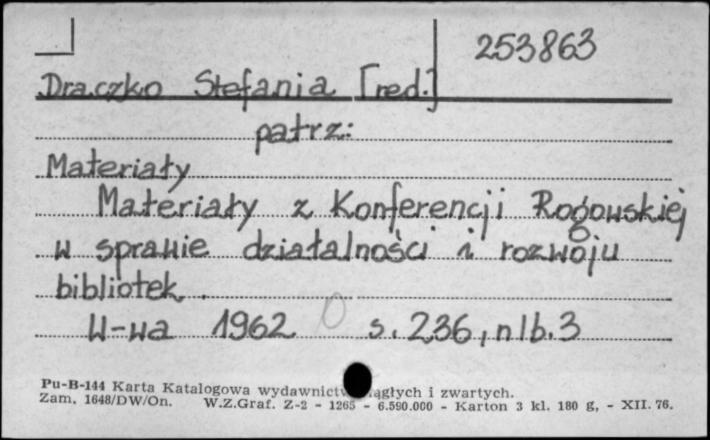 253863
Draczko Stefania [red.]
patrz:
Materiały
Materiały z Konferencji Rogowskiej
w sprawie działalności i rozwoju
bibliotek.
W-wa 1962 s. 236, nlb. 3
Pu-B-144 Karta Katalogowa wydawnictw ciągłych i zwartych.
Zam. 1648/DW/On. W.Z.Graf. Z-2 - 1265 - 6.590.000 - Karton 3 kl. 180 g, - XII. 76.